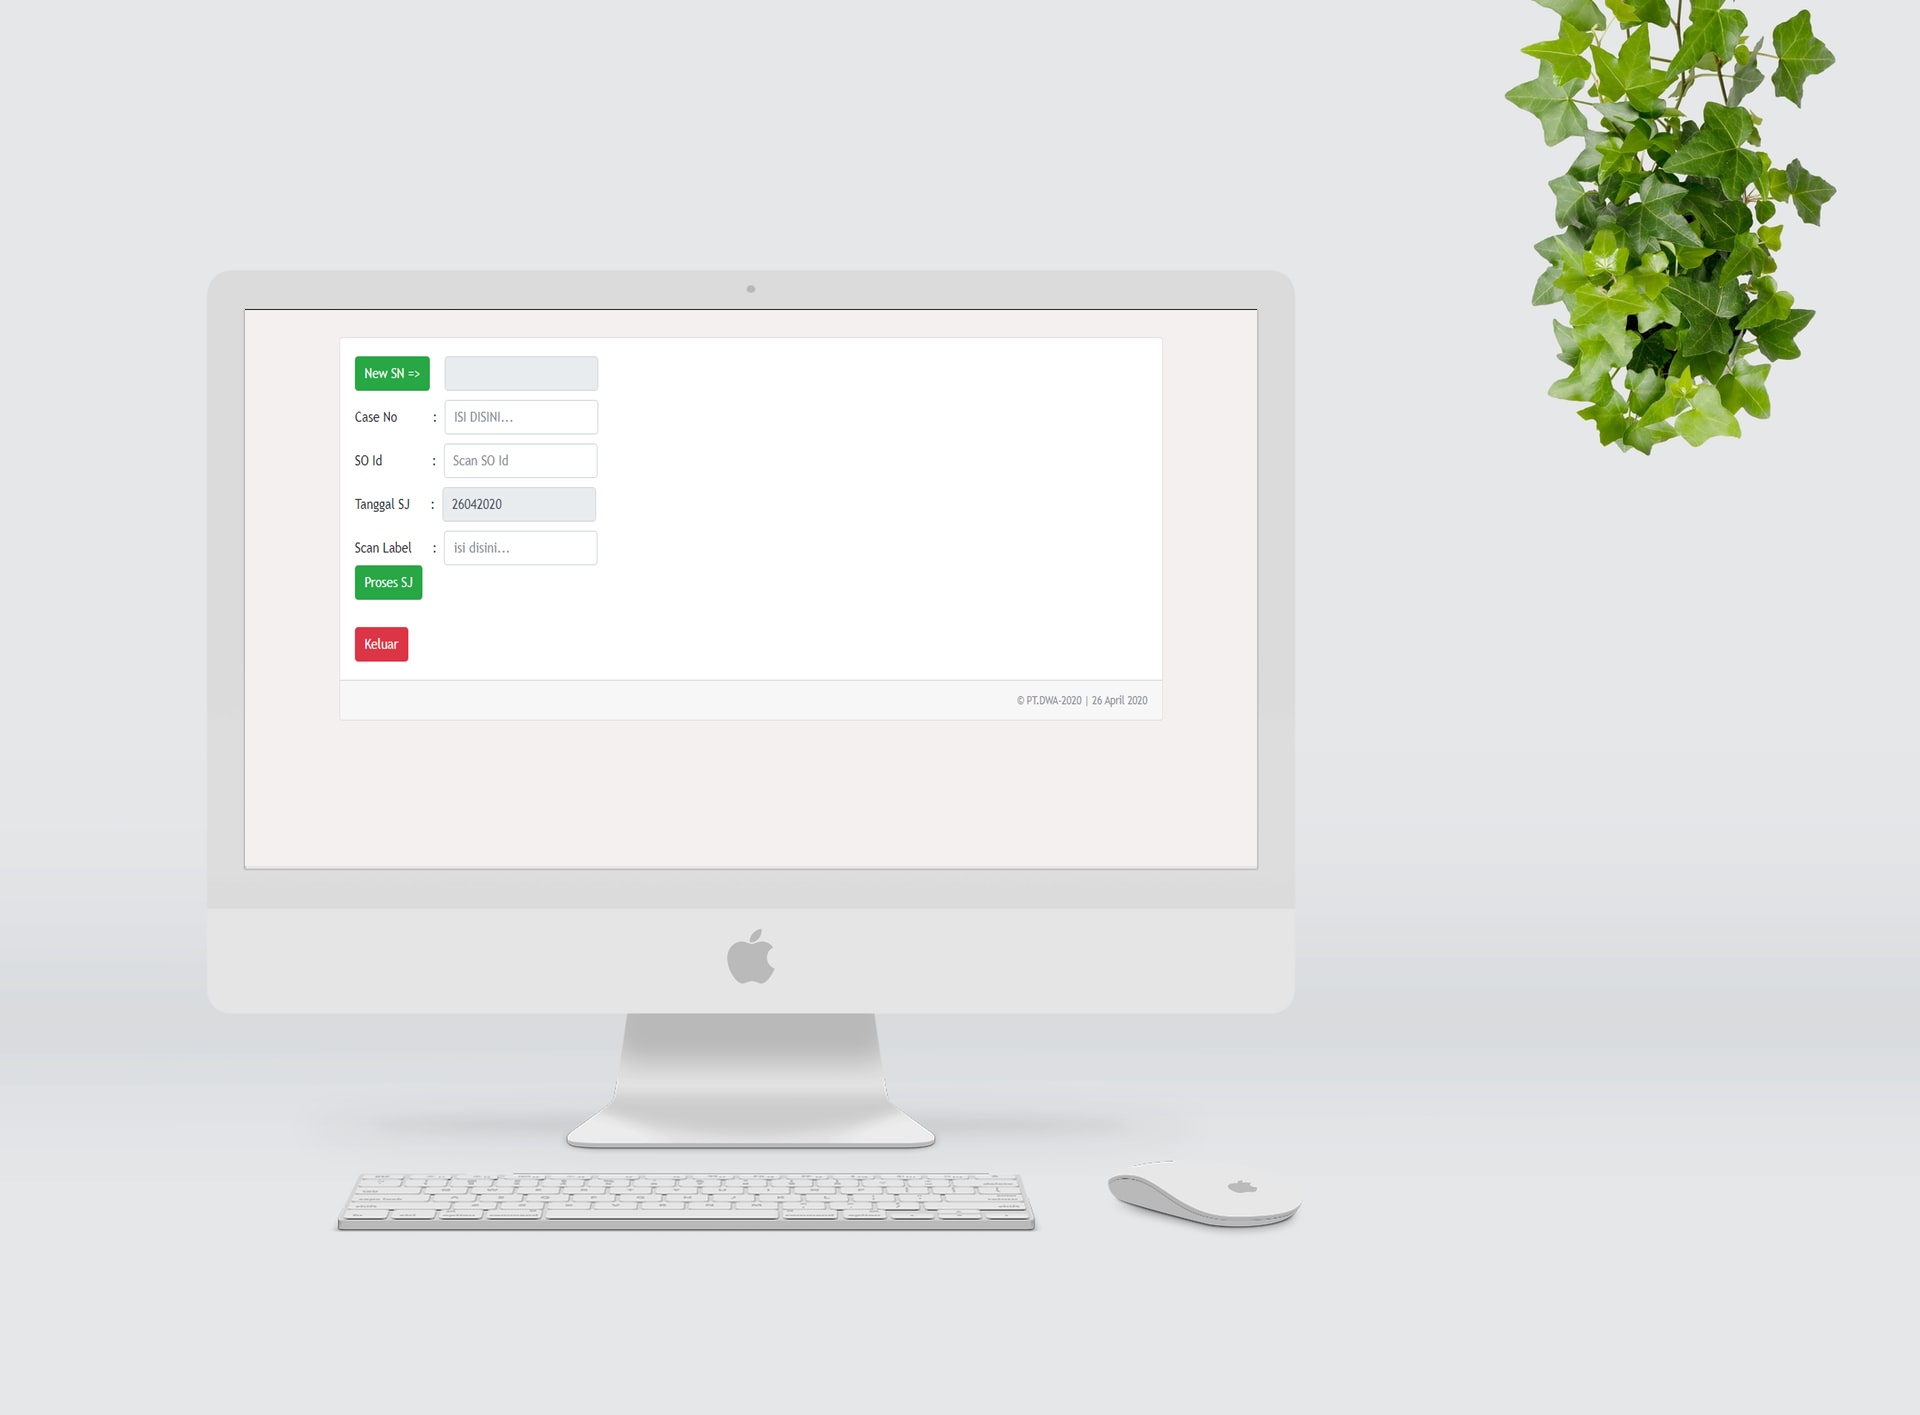 New SN =>
Case No : ISI DISINI...
SO Id : Scan SO Id
Tanggal SJ : 26042020
Scan Label : isi disini...
Proses SJ
Keluar
© PT.DWA-2020 | 26 April 2020